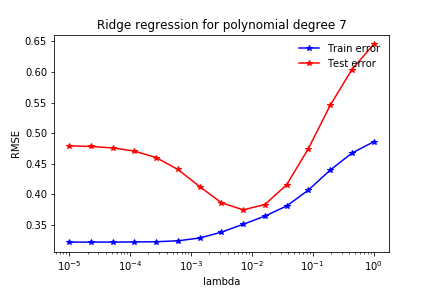 Ridge regression for polynomial degree 7
Train error
Test error
RMSE
0.65
0.60
0.55
0.50
0.45
0.40
0.35
10⁻⁵ 10⁻⁴ 10⁻³ 10⁻² 10⁻¹ 10⁰
lambda